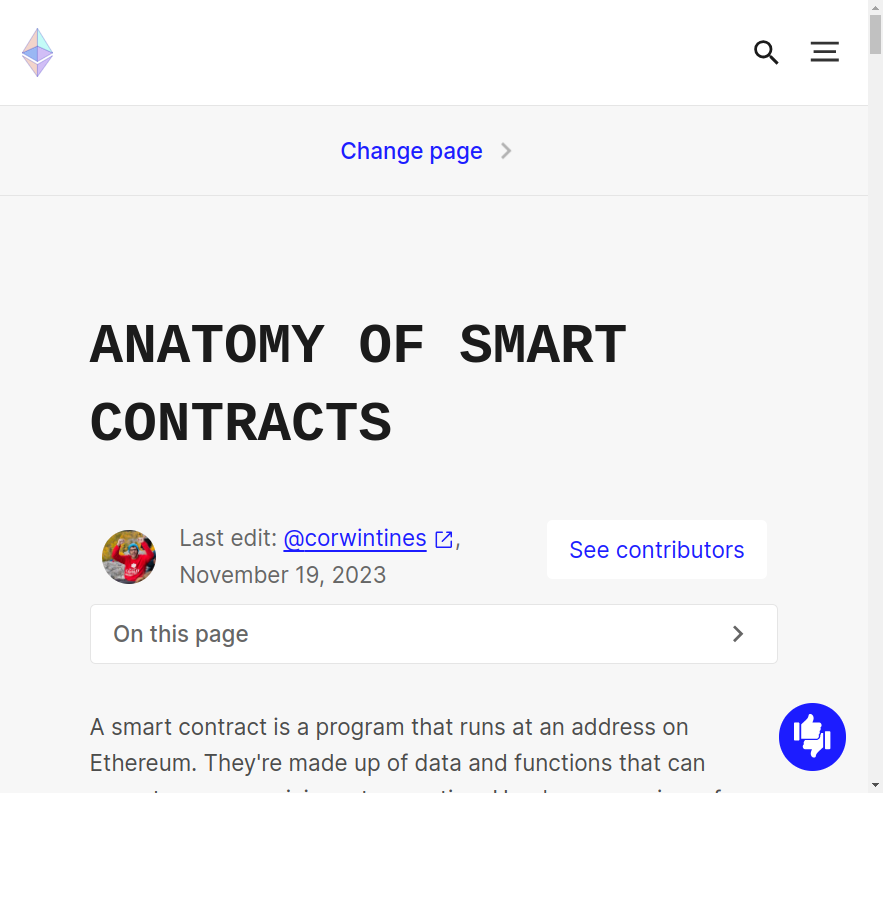 Change page
ANATOMY OF SMART
CONTRACTS
Last edit: @corwintines ,
November 19, 2023
See contributors
On this page
A smart contract is a program that runs at an address on
Ethereum. They're made up of data and functions that can